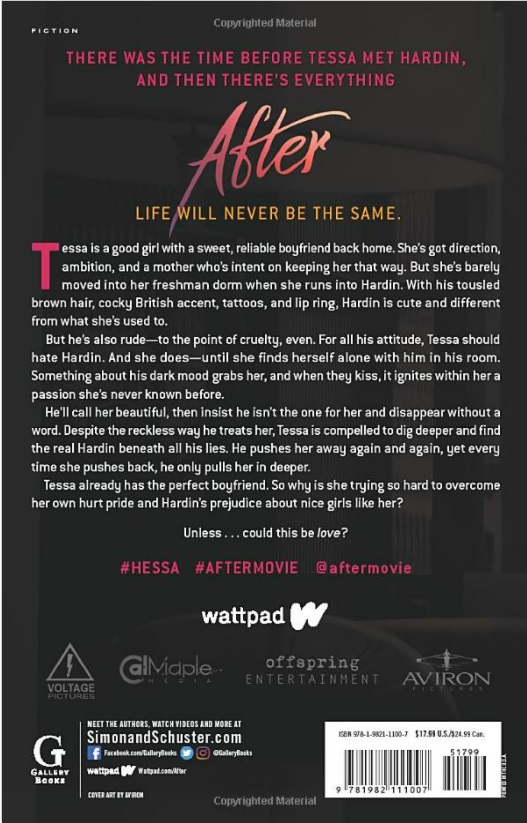 Copyrighted Material
FICTION
THERE WAS THE TIME BEFORE TESSA MET HARDIN,
AND THEN THERE'S EVERYTHING
After
LIFE WILL NEVER BE THE SAME.
Tessa is a good girl with a sweet, reliable boyfriend back home. She's got direction,
ambition, and a mother who's intent on keeping her that way. But she's barely
moved into her freshman dorm when she runs into Hardin. With his tousled
brown hair, cocky British accent, tattoos, and lip ring, Hardin is cute and different
from what she's used to.
But he's also rude—to the point of cruelty, even. For all his attitude, Tessa should
hate Hardin. And she does—until she finds herself alone with him in his room.
Something about his dark mood grabs her, and when they kiss, it ignites within her a
passion she's never known before.
He'll call her beautiful, then insist he isn't the one for her and disappear without a
word. Despite the reckless way he treats her, Tessa is compelled to dig deeper and find
the real Hardin beneath all his lies. He pushes her away again and again, yet every
time she pushes back, he only pulls her in deeper.
Tessa already has the perfect boyfriend. So why is she trying so hard to overcome
her own hurt pride and Hardin's prejudice about nice girls like her?
Unless . . . could this be love?
#HESSA #AFTERMOVIE @aftermovie
wattpad W
VOLTAGE
PICTURES
CalMaple
MEDIA
offspring
ENTERTAINMENT
AVIRON
PICTURES
G
GALLERY
BOOKS
MEET THE AUTHORS, WATCH VIDEOS AND MORE AT
SimonandSchuster.com
Facebook.com/GalleryBooks @GalleryBooks
wattpad W Wattpad.com/After
COVER ART BY AVIRON
ISBN 978-1-9821-1100-7 $17.99 U.S./$24.99 Can.
51799
9 781982 111007
PRINTED IN THE U.S.A.
Copyrighted Material